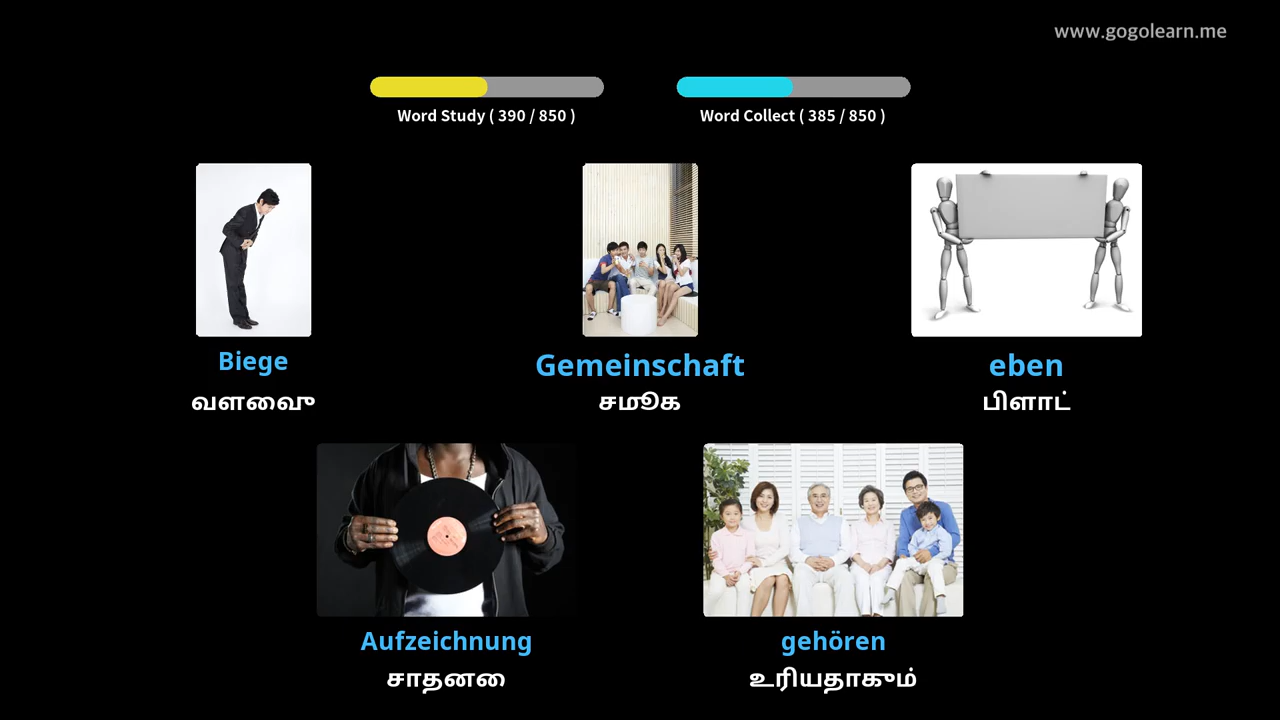 www.gogolearn.me
Word Study ( 390 / 850 )
Word Collect ( 385 / 850 )
Biege
வளைவு
Gemeinschaft
சமூக
eben
பிளாட்
Aufzeichnung
சாதனை
gehören
உரியதாகும்